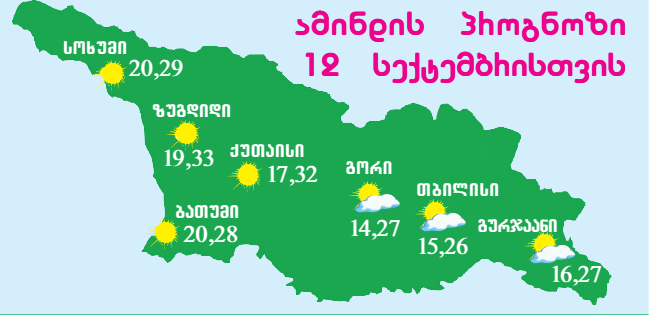 ამინდის პროგნოზი
12 სექტემბრისთვის
სოხუმი
20,29
ზუგდიდი
19,33
ქუთაისი
17,32
ბათუმი
20,28
გორი
14,27
თბილისი
15,26
გურჯაანი
16,27